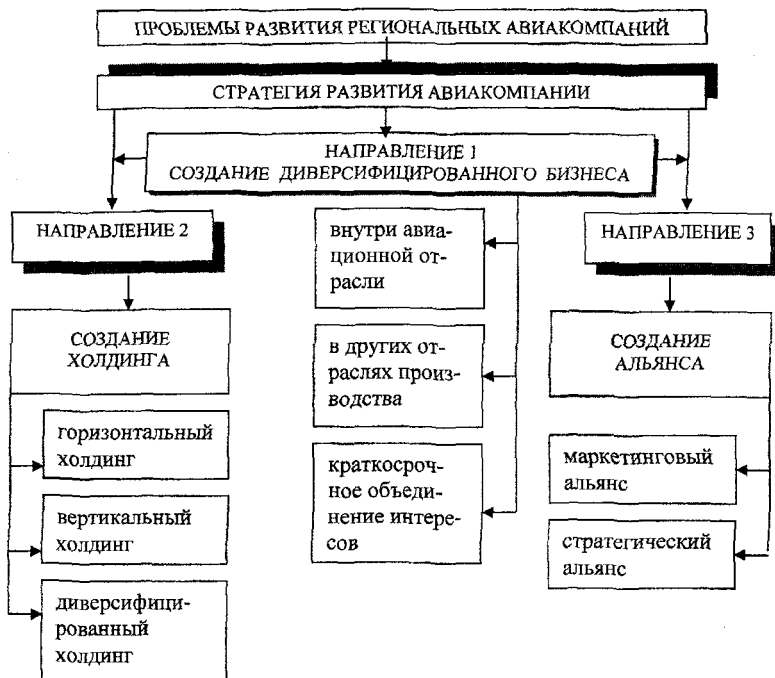 ПРОБЛЕМЫ РАЗВИТИЯ РЕГИОНАЛЬНЫХ АВИАКОМПАНИЙ
СТРАТЕГИЯ РАЗВИТИЯ АВИАКОМПАНИИ
НАПРАВЛЕНИЕ 1
СОЗДАНИЕ ДИВЕРСИФИЦИРОВАННОГО БИЗНЕСА
НАПРАВЛЕНИЕ 2
СОЗДАНИЕ
ХОЛДИНГА
горизонтальный
холдинг
вертикальный
холдинг
диверсифици-
рованный
холдинг
внутри авиа-
ционной от-
расли
в других от-
раслях произ-
водства
краткосроч-
ное объеди-
нение интере-
сов
НАПРАВЛЕНИЕ 3
СОЗДАНИЕ
АЛЬЯНСА
маркетинговый
альянс
стратегический
альянс